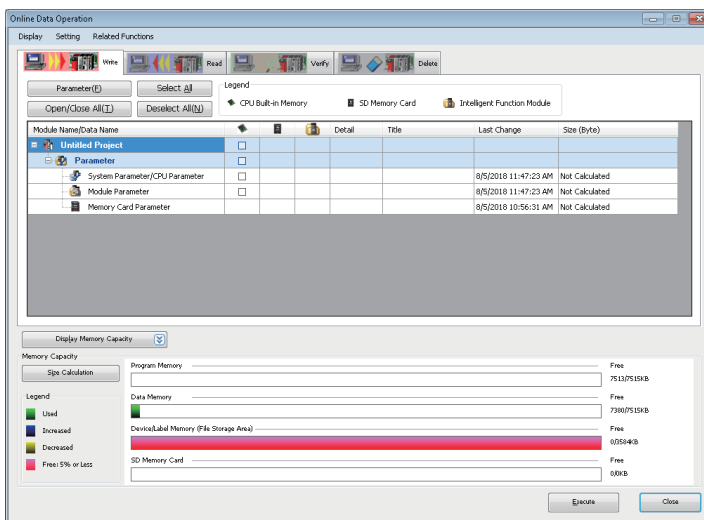 Online Data Operation
Display Setting Related Functions
Write Read Verify Delete
Parameter(F) Select All Legend
Open/Close All(T) Deselect All(N) CPU Built-in Memory SD Memory Card Intelligent Function Module
Module Name/Data Name Detail Title Last Change Size (Byte)
Untitled Project
Parameter
System Parameter/CPU Parameter 8/5/2018 11:47:23 AM Not Calculated
Module Parameter 8/5/2018 11:47:23 AM Not Calculated
Memory Card Parameter 8/5/2018 10:56:31 AM Not Calculated
Display Memory Capacity
Memory Capacity
Size Calculation
Legend
Used
Increased
Decreased
Free: 5% or Less
Program Memory Free
7513/7515KB
Data Memory Free
7380/7515KB
Device/Label Memory (File Storage Area) Free
0/3584KB
SD Memory Card Free
0/0KB
Execute Close